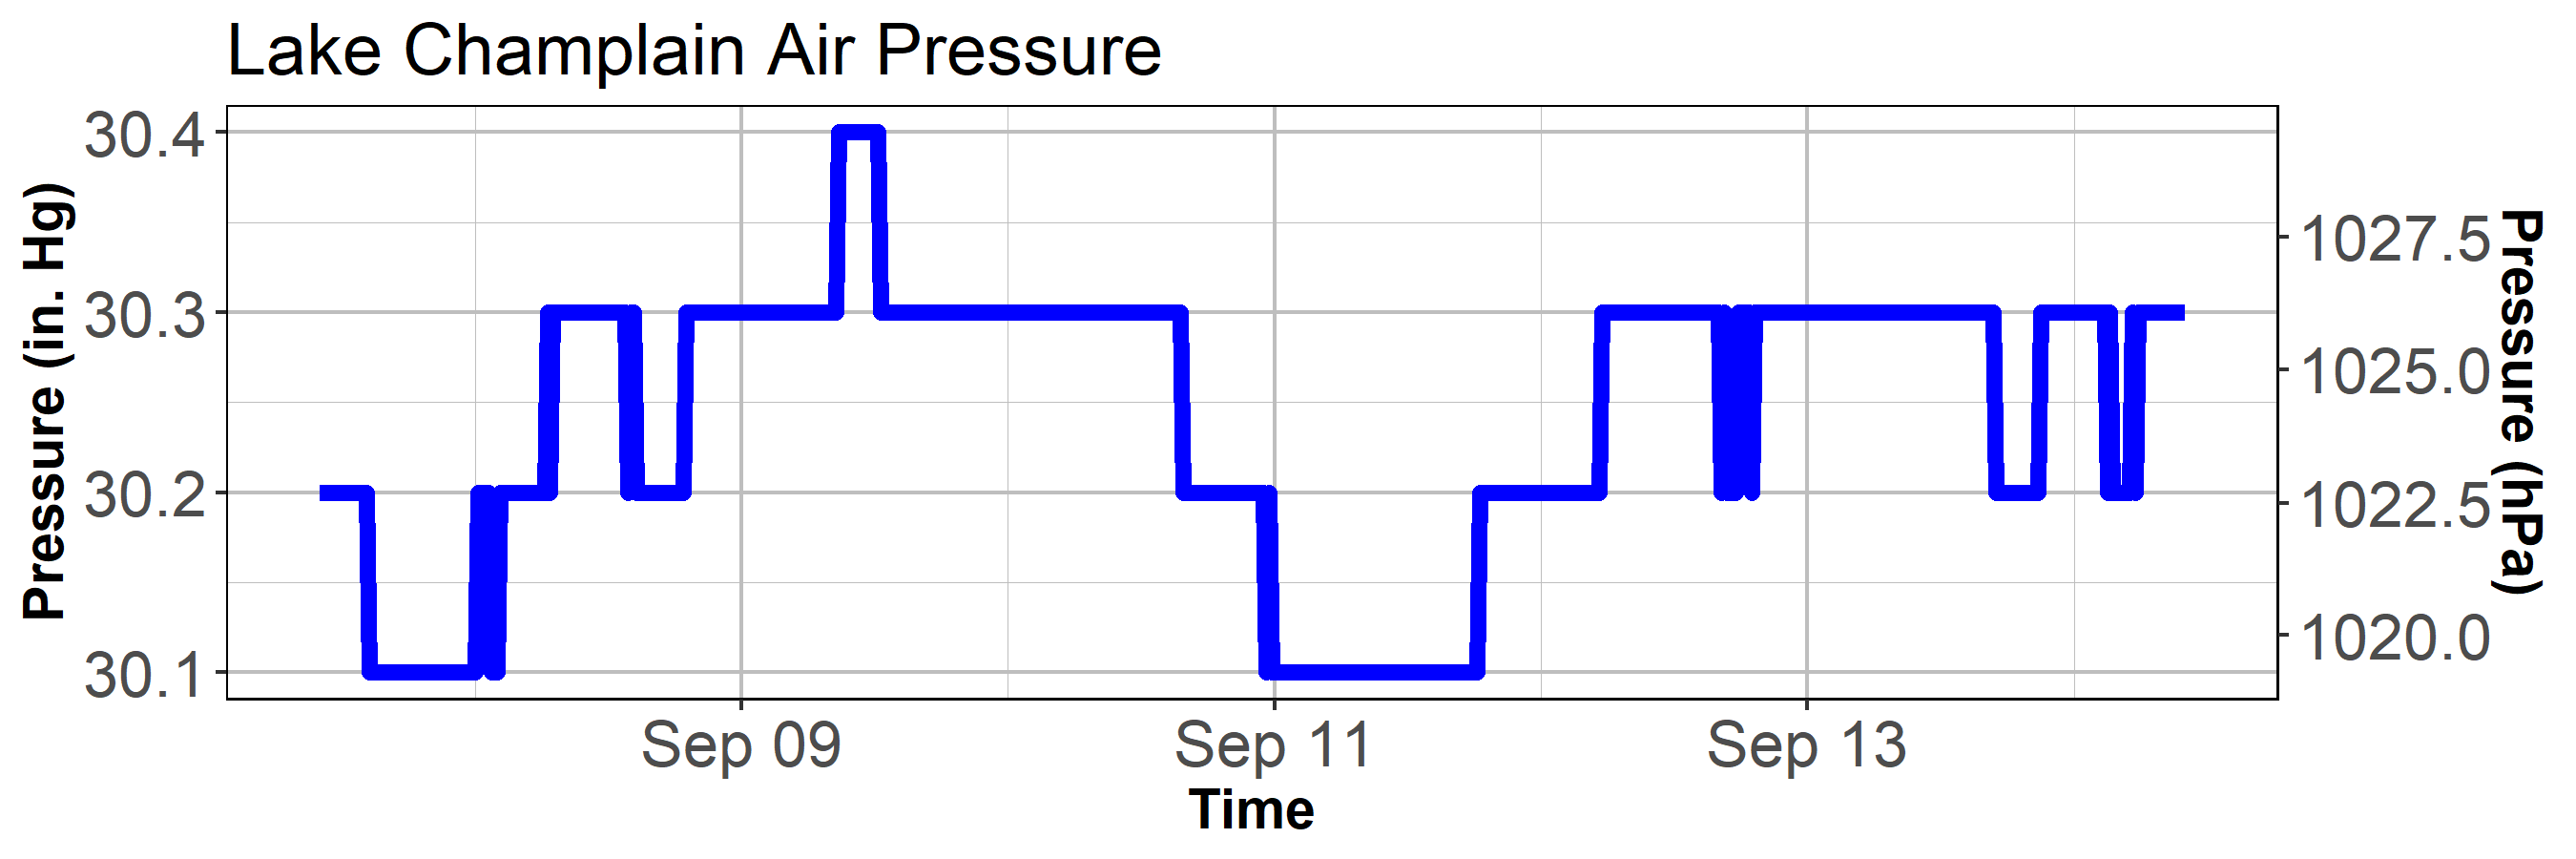 Lake Champlain Air Pressure
30.4
30.3
30.2
30.1
Pressure (in. Hg)
1027.5
1025.0
1022.5
1020.0
Pressure (hPa)
Sep 09 Sep 11 Sep 13
Time